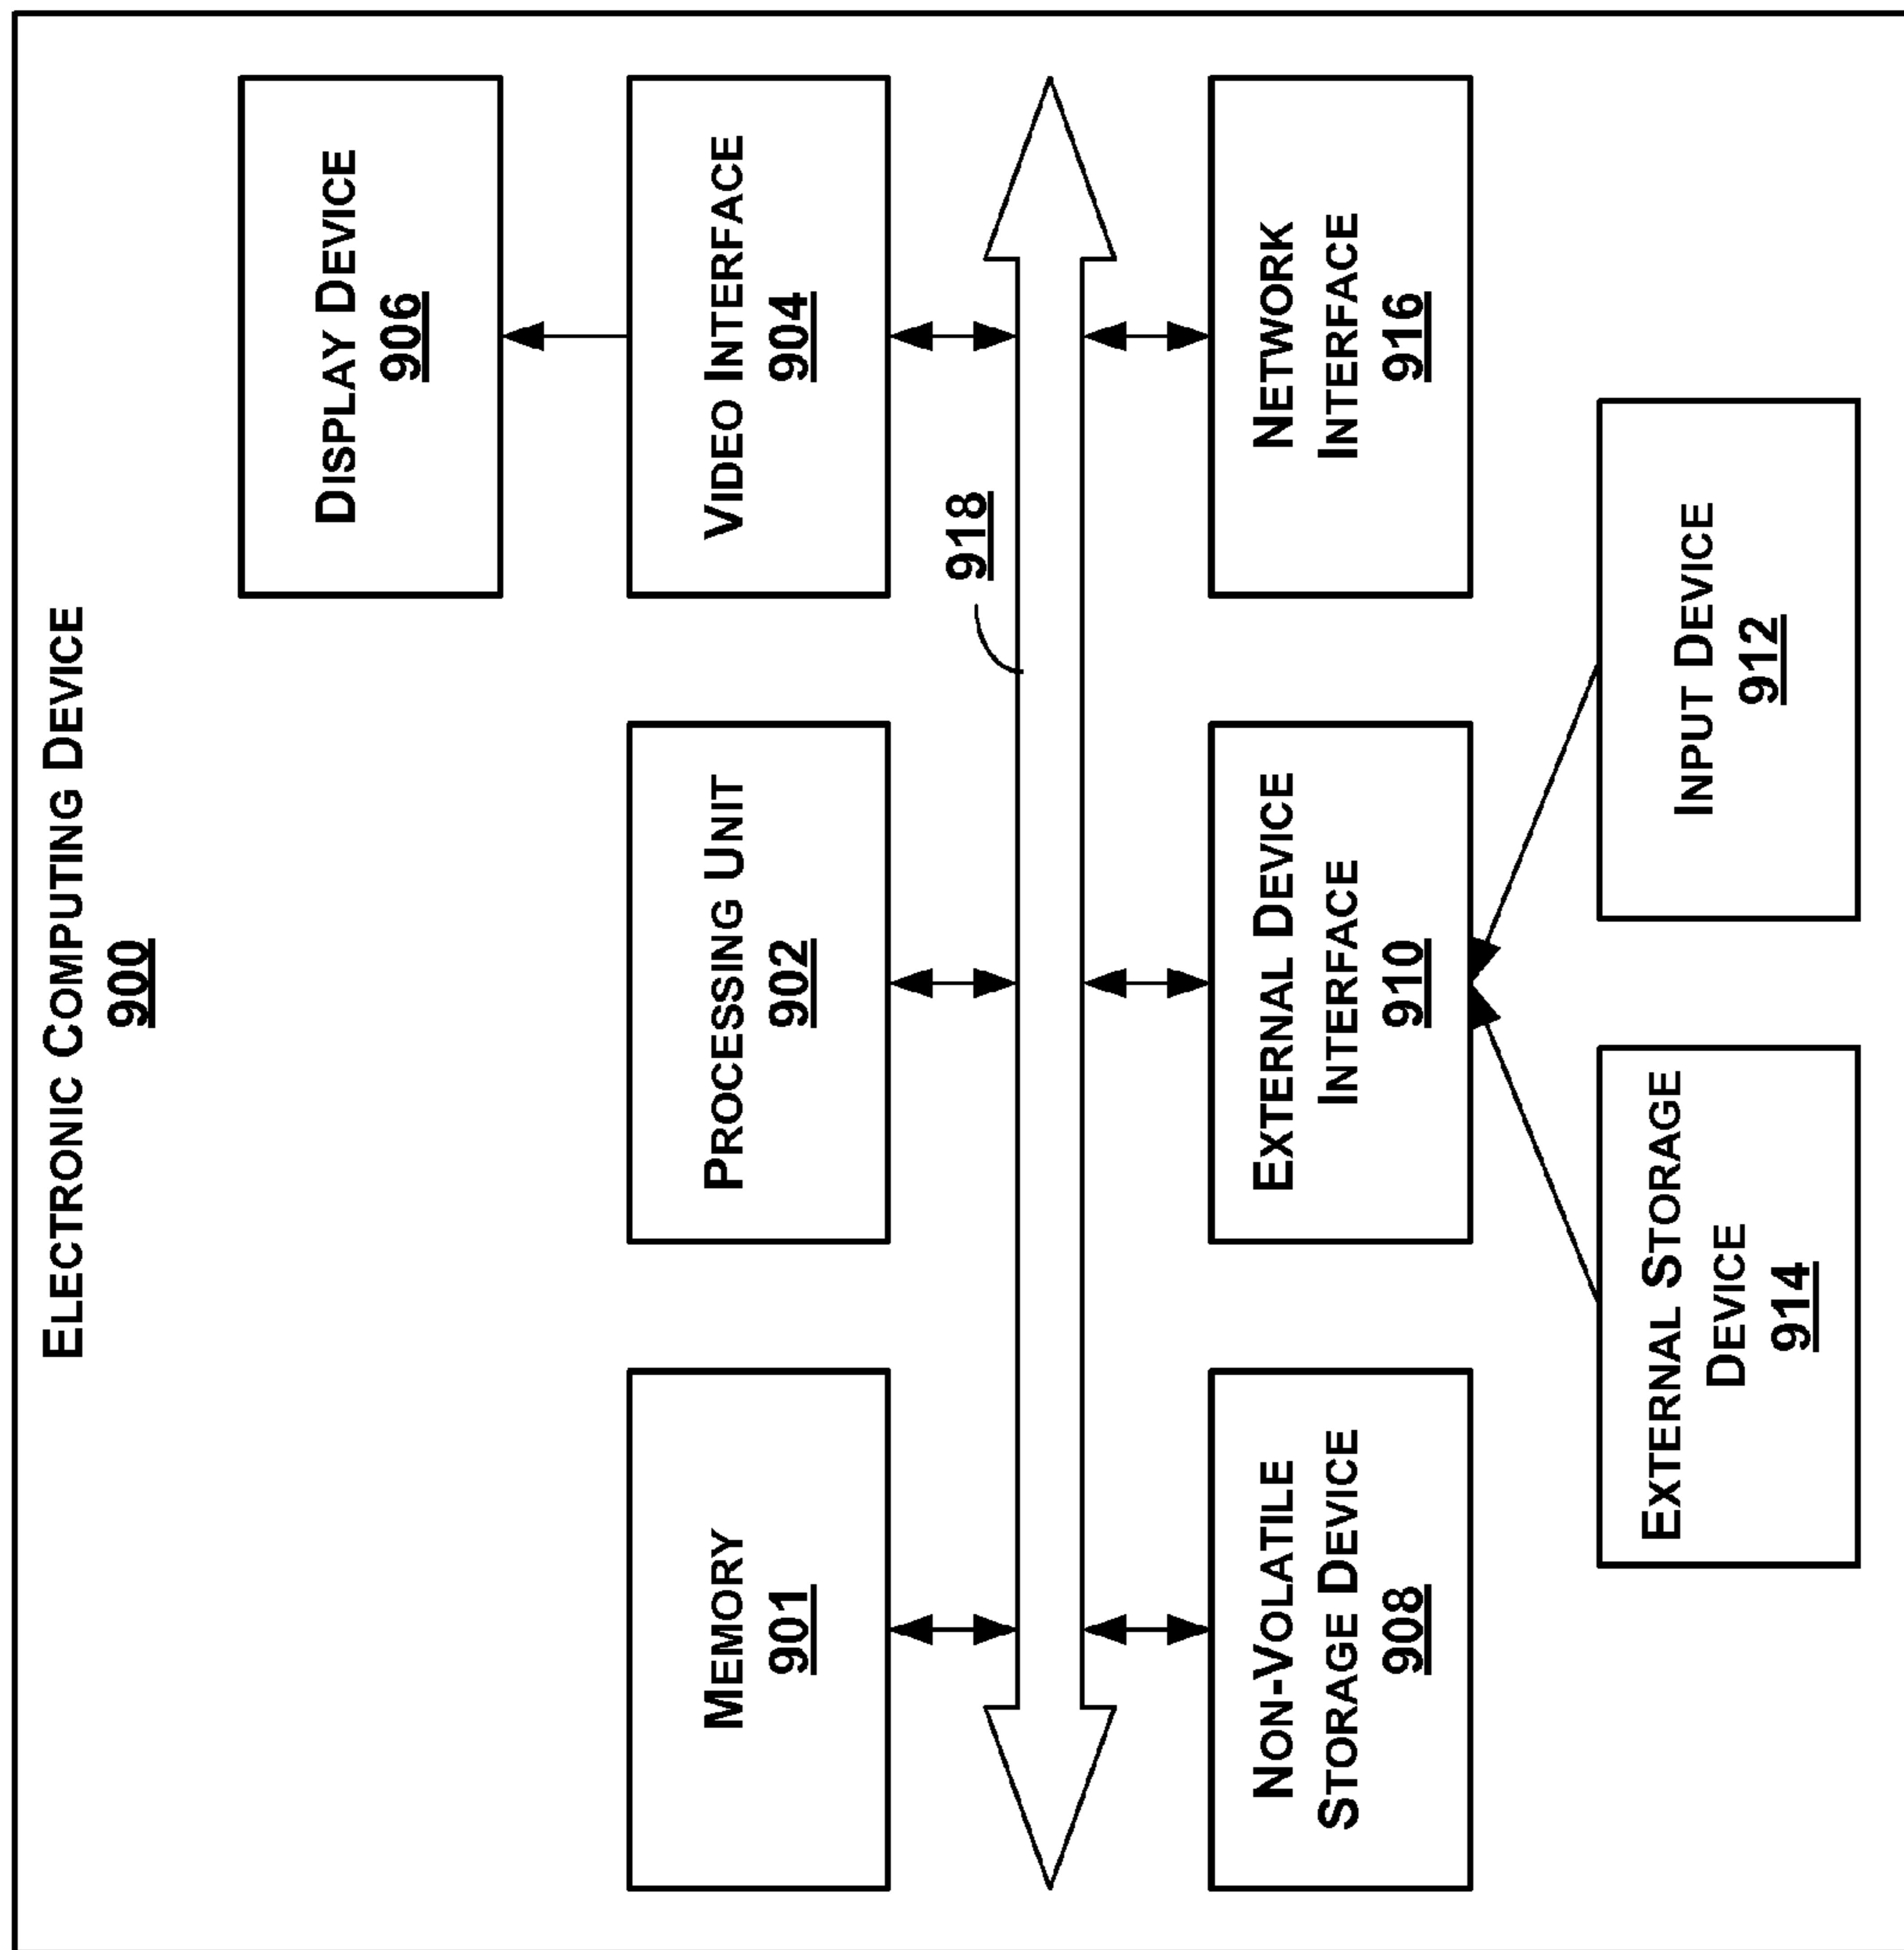 ELECTRONIC COMPUTING DEVICE
900
DISPLAY DEVICE
906
MEMORY
901
PROCESSING UNIT
902
VIDEO INTERFACE
904
918
NON-VOLATILE
STORAGE DEVICE
908
EXTERNAL DEVICE
INTERFACE
910
NETWORK
INTERFACE
916
EXTERNAL STORAGE
DEVICE
914
INPUT DEVICE
912